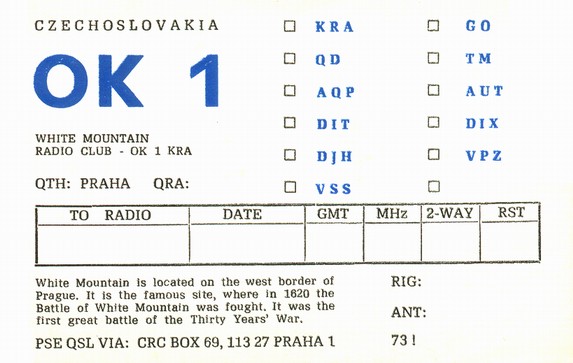 CZECHOSLOVAKIA
OK 1
WHITE MOUNTAIN
RADIO CLUB - OK 1 KRA
QTH: PRAHA QRA:
KRA
QD
AQP
DIT
DJH
VSS
GO
TM
AUT
DIX
VPZ
TO RADIO DATE GMT MHz 2-WAY RST
White Mountain is located on the west border of
Prague. It is the famous site, where in 1620 the
Battle of White Mountain was fought. It was the
first great battle of the Thirty Years' War.
PSE QSL VIA: CRC BOX 69, 113 27 PRAHA 1
RIG:
ANT:
73!